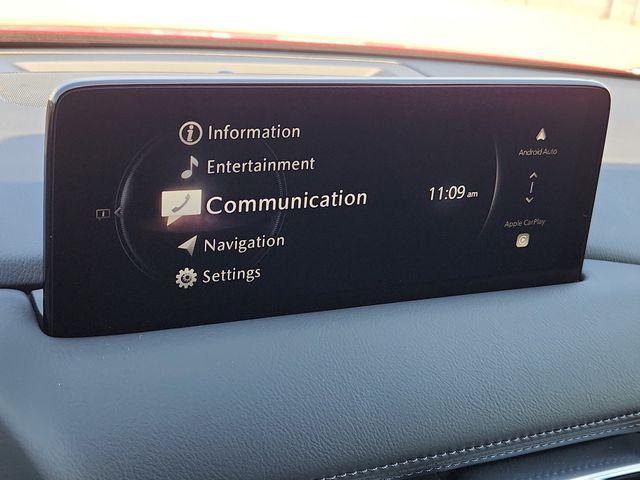 Information
Entertainment
Communication
Navigation
Settings
11:09 am
Android Auto
Apple CarPlay